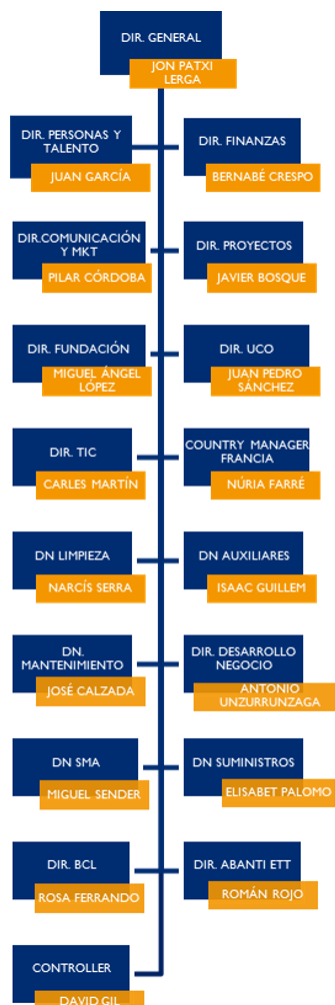 DIR. GENERAL
JON PATXI
LERGA
DIR. PERSONAS Y
TALENTO
JUAN GARCÍA
DIR. FINANZAS
BERNABÉ CRESPO
DIR.COMUNICACIÓN
Y MKT
PILAR CÓRDOBA
DIR. PROYECTOS
JAVIER BOSQUE
DIR. FUNDACIÓN
MIGUEL ÁNGEL
LÓPEZ
DIR. UCO
JUAN PEDRO
SÁNCHEZ
DIR. TIC
CARLES MARTÍN
COUNTRY MANAGER
FRANCIA
NÚRIA FARRÉ
DN LIMPIEZA
NARCÍS SERRA
DN AUXILIARES
ISAAC GUILLEM
DN.
MANTENIMIENTO
JOSÉ CALZADA
DIR. DESARROLLO
NEGOCIO
ANTONIO
UNZURRUNZAGA
DN SMA
MIGUEL SENDER
DN SUMINISTROS
ELISABET PALOMO
DIR. BCL
ROSA FERRANDO
DIR. ABANTI ETT
ROMÁN ROJO
CONTROLLER
DAVID GIL